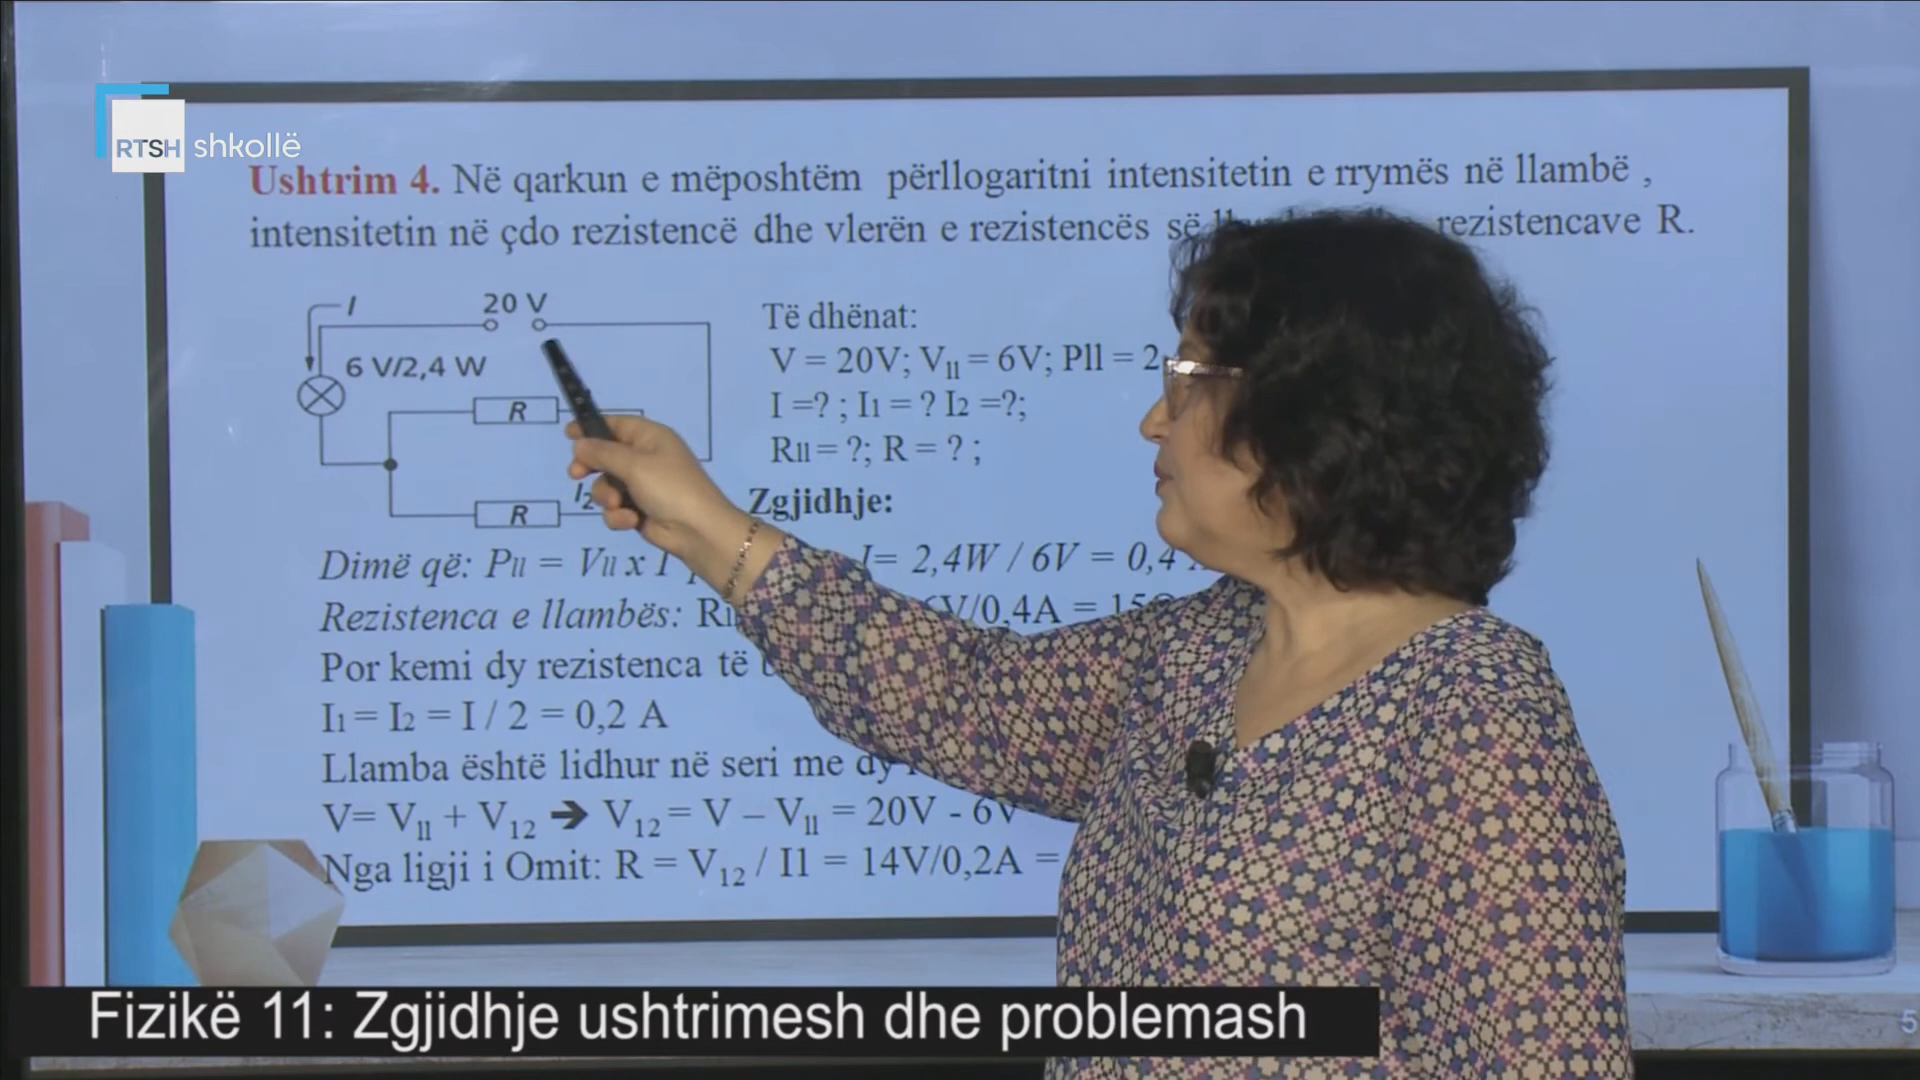 RTSH shkollë
Ushtrim 4. Në qarkun e mëposhtëm përllogaritni intensitetin e rrymës në llambë ,
intensitetin në çdo rezistencë dhe vlerën e rezistencës së rezistencave R.
I
20 V
6 V/2,4 W
R
I2
R
Të dhënat:
V = 20V; Vll = 6V; Pll = 2
I =? ; I1 = ? I2 =?;
Rll = ?; R = ? ;
Zgjidhje:
Dimë që: Pll = Vll x I I= 2,4W / 6V = 0,4
Rezistenca e llambës: V/0,4A = 15Ω
Por kemi dy rezistenca të
I1 = I2 = I / 2 = 0,2 A
Llamba është lidhur në seri me dy
V= Vll + V12 ➔ V12 = V – Vll = 20V - 6V
Nga ligji i Omit: R = V12 / I1 = 14V/0,2A =
Fizikë 11: Zgjidhje ushtrimesh dhe problemash
5